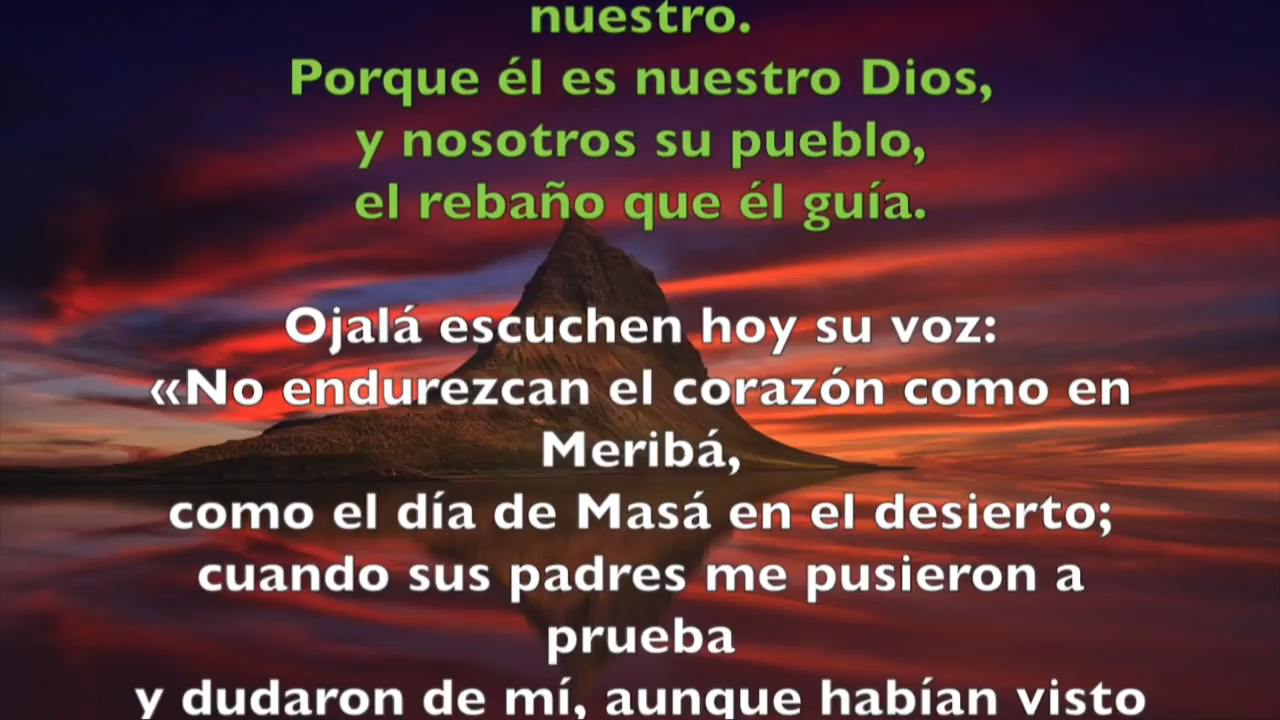 nuestro.
Porque él es nuestro Dios,
y nosotros su pueblo,
el rebaño que él guía.
Ojalá escuchen hoy su voz:
«No endurezcan el corazón como en
Meribá,
como el día de Masá en el desierto;
cuando sus padres me pusieron a
prueba
y dudaron de mí, aunque habían visto